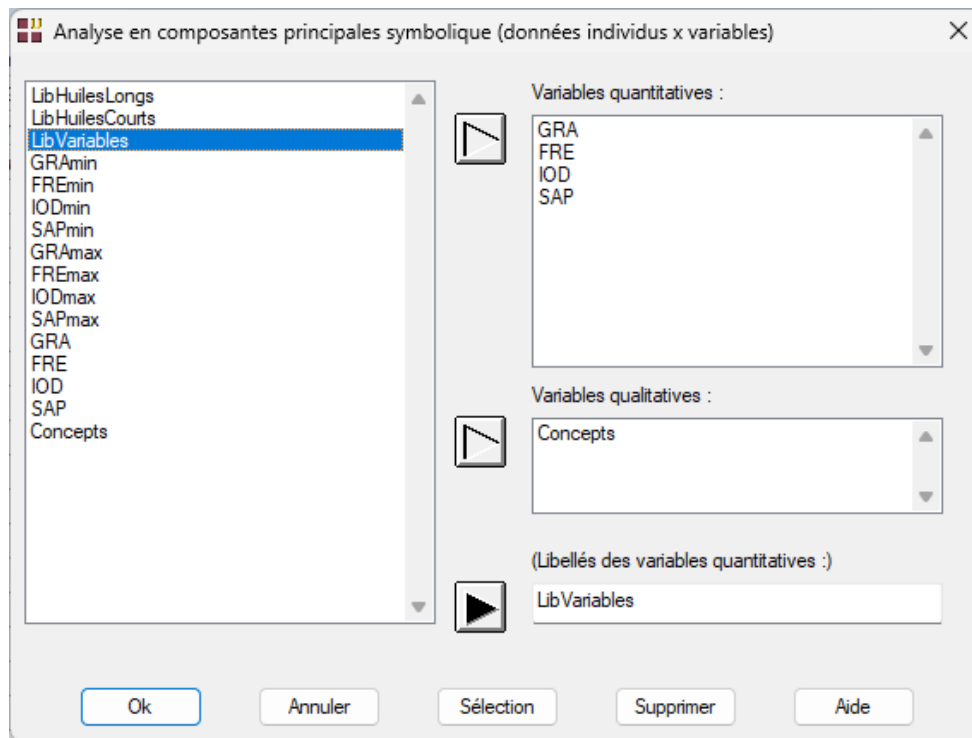 Analyse en composantes principales symbolique (données individus x variables)
LibHuilesLongs
LibHuilesCourts
LibVariables
GRAmin
FREmin
IODmin
SAPmin
GRAmax
FREmax
IODmax
SAPmax
GRA
FRE
IOD
SAP
Concepts
Variables quantitatives :
GRA
FRE
IOD
SAP
Variables qualitatives :
Concepts
(Libellés des variables quantitatives :)
LibVariables
Ok
Annuler
Sélection
Supprimer
Aide